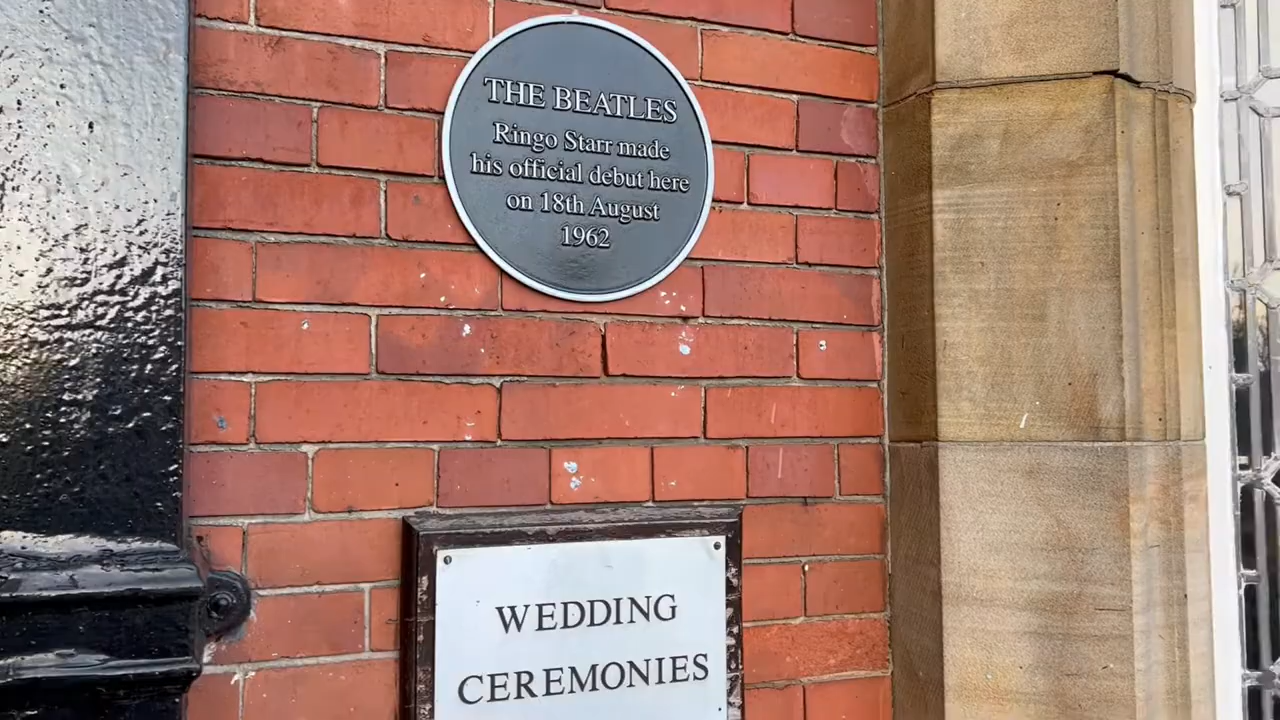 THE BEATLES
Ringo Starr made
his official debut here
on 18th August
1962
WEDDING
CEREMONIES